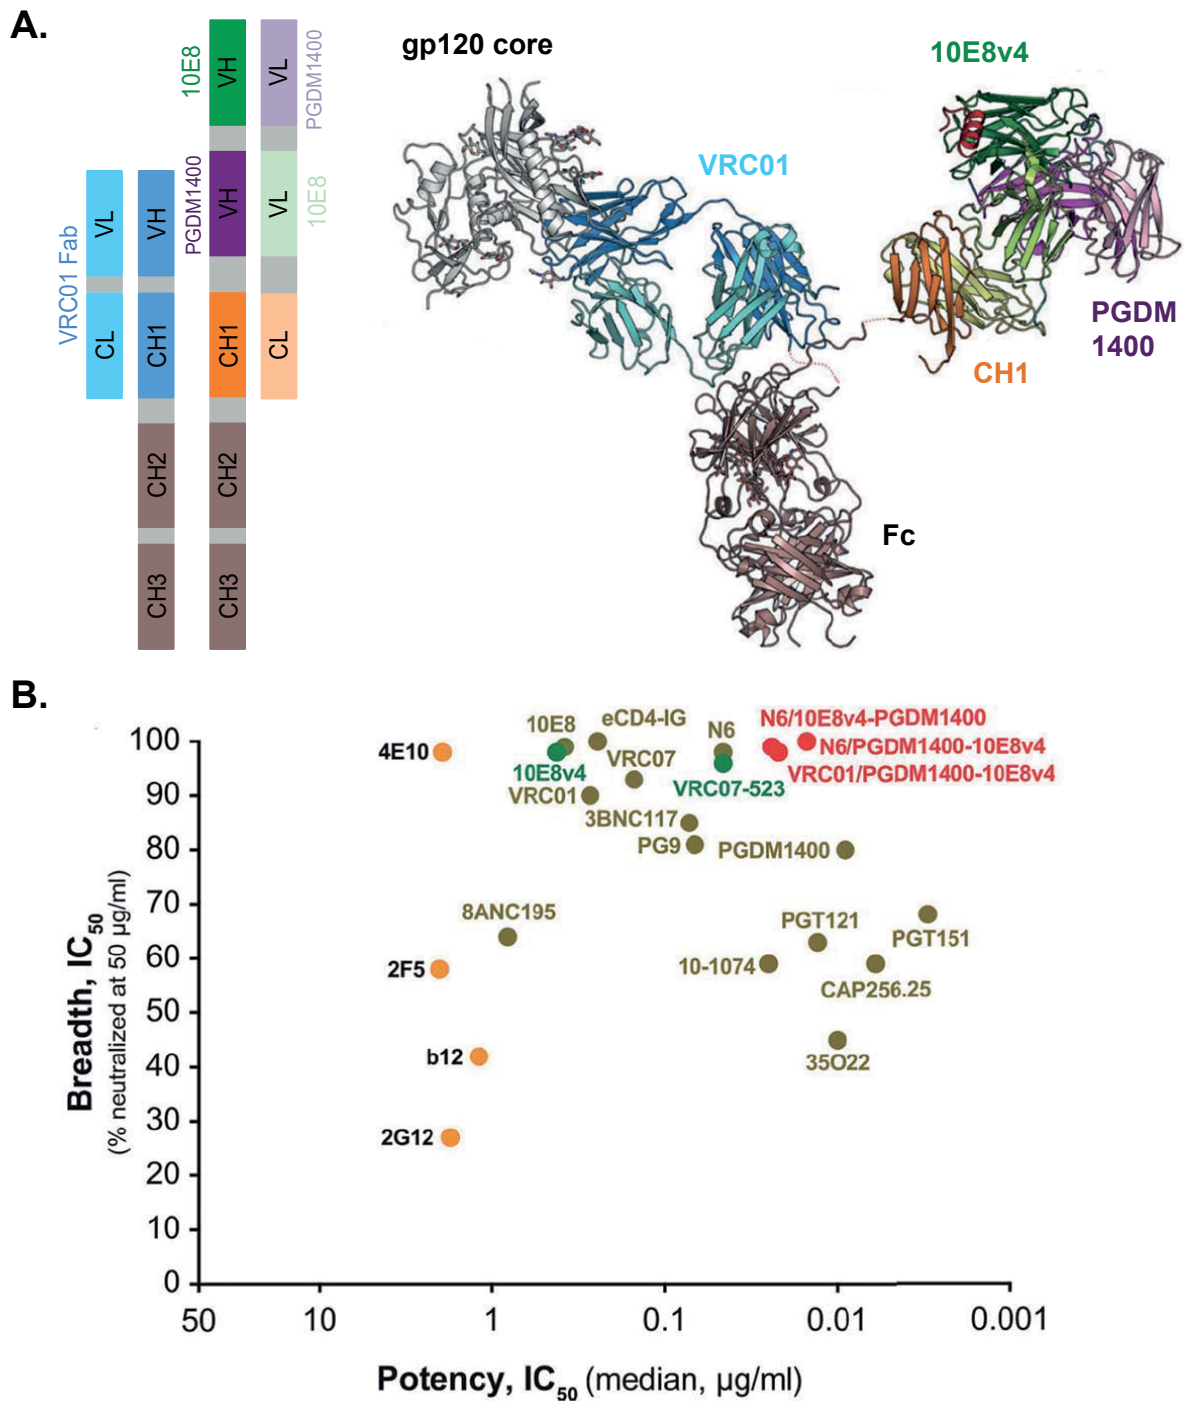 A.
gp120 core
10E8v4
VRC01
PGDM
1400
CH1
Fc
10E8
VH
VL
PGDM1400
PGDM1400
VH
VL
10E8
VRC01 Fab
VL
VH
CL
CH1
CH1
CL
CH2
CH2
CH3
CH3
B.
Breadth, IC50
(% neutralized at 50 µg/ml)
100
90
80
70
60
50
40
30
20
10
0
4E10
10E8
eCD4-IG
N6
N6/10E8v4-PGDM1400
N6/PGDM1400-10E8v4
VRC01/PGDM1400-10E8v4
10E8v4
VRC07
VRC01
VRC07-523
3BNC117
PG9
PGDM1400
8ANC195
PGT121
PGT151
2F5
10-1074
CAP256.25
b12
35O22
2G12
50
10
1
0.1
0.01
0.001
Potency, IC50 (median, µg/ml)